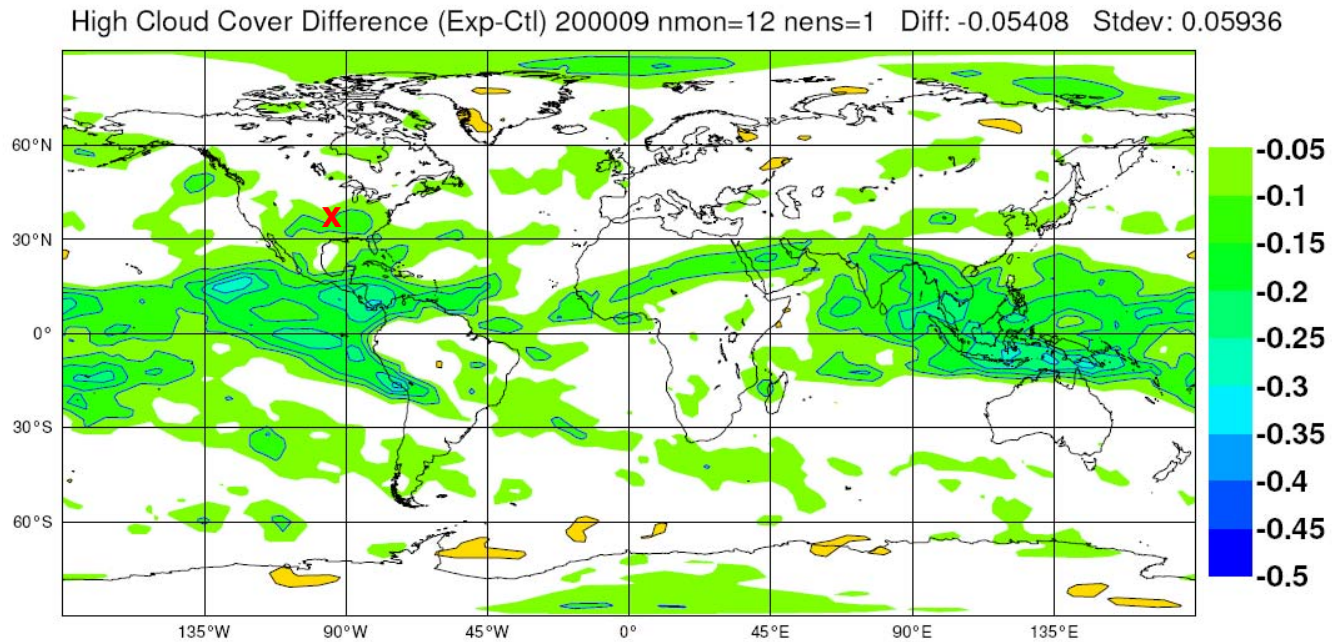 High Cloud Cover Difference (Exp-Ctl) 200009 nmon=12 nens=1 Diff: -0.05408 Stdev: 0.05936
60°N
30°N
0°
30°S
60°S
X
135°W
90°W
45°W
0°
45°E
90°E
135°E
-0.05
-0.1
-0.15
-0.2
-0.25
-0.3
-0.35
-0.4
-0.45
-0.5